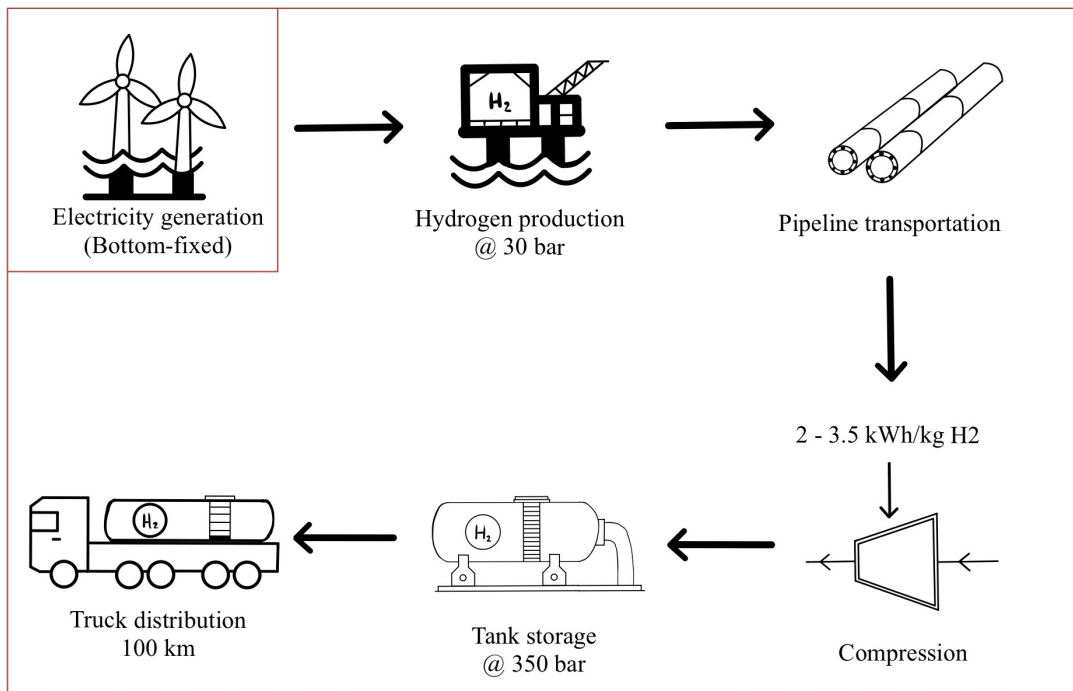 Electricity generation
(Bottom-fixed)
H₂
Hydrogen production
@ 30 bar
Pipeline transportation
2 - 3.5 kWh/kg H2
Compression
H₂
Tank storage
@ 350 bar
H₂
Truck distribution
100 km